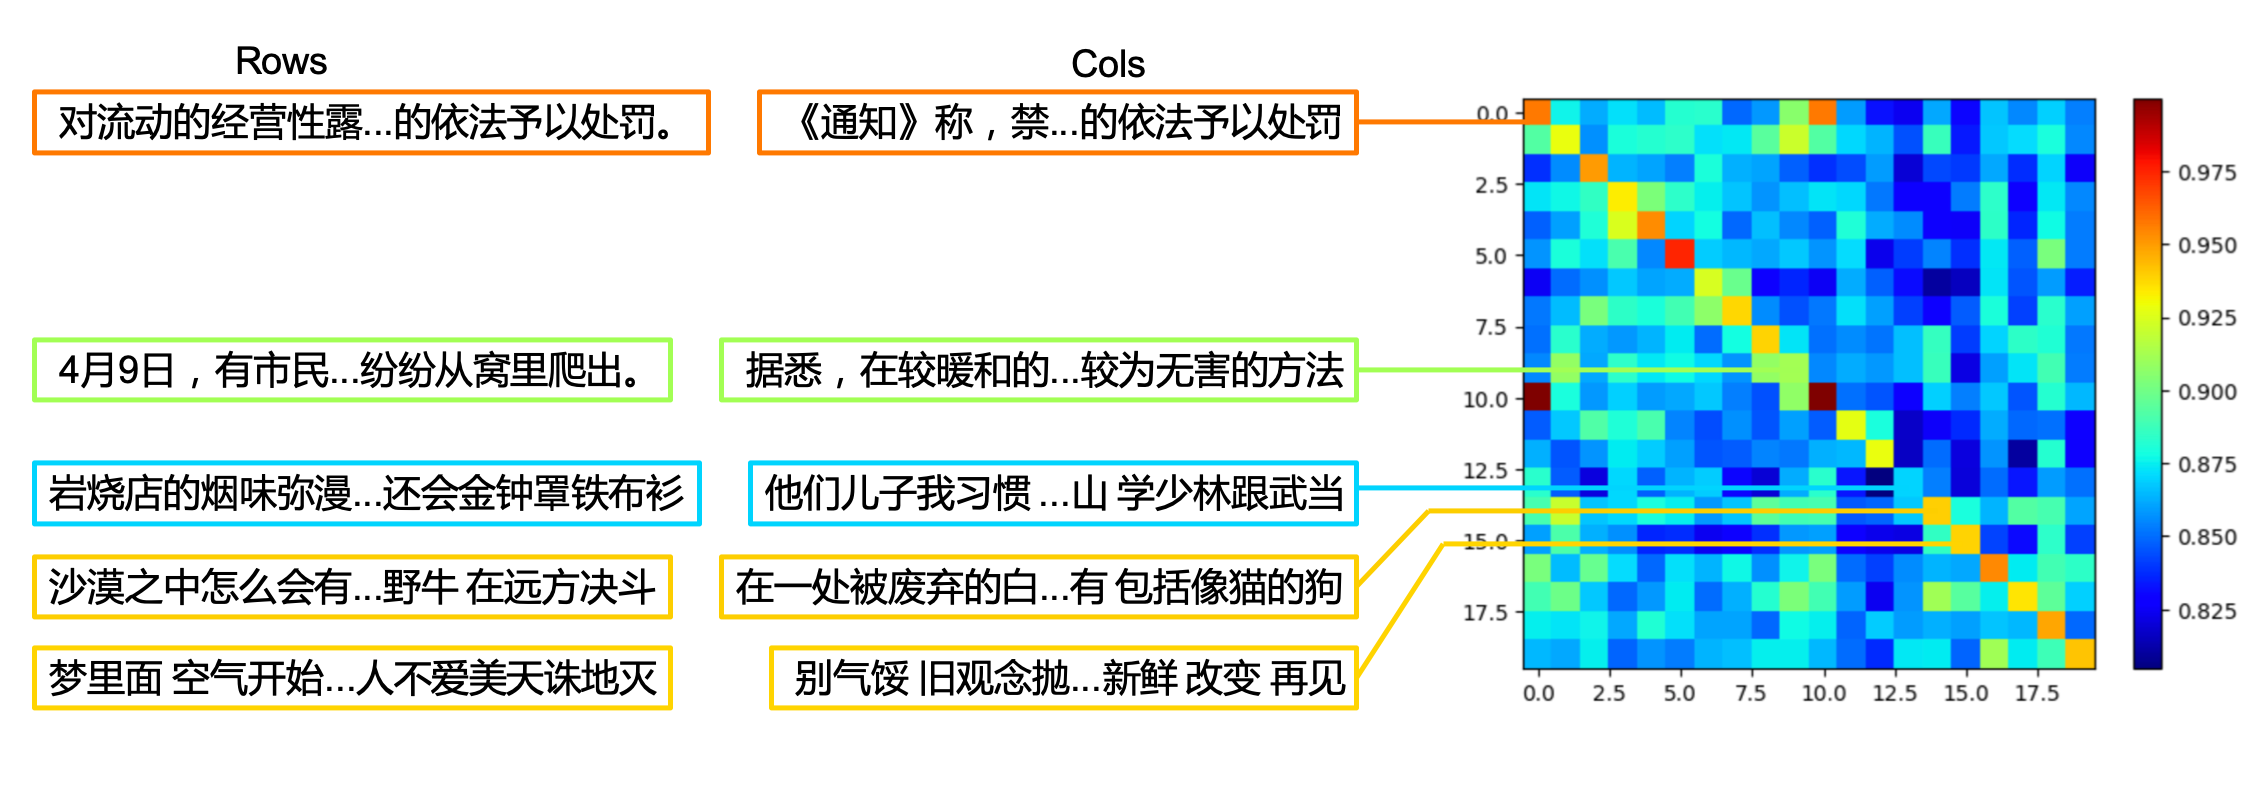 Rows
Cols
对流动的经营性露...的依法予以处罚。
《通知》称，禁...的依法予以处罚
4月9日，有市民...纷纷从窝里爬出。
据悉，在较暖和的...较为无害的方法
岩烧店的烟味弥漫...还会金钟罩铁布衫
他们儿子我习惯 ...山 学少林跟武当
沙漠之中怎么会有...野牛 在远方决斗
在一处被废弃的白...有 包括像猫的狗
梦里面 空气开始...人不爱美天诛地灭
别气馁 旧观念抛...新鲜 改变 再见
0.0
2.5
5.0
7.5
10.0
12.5
15.0
17.5
0.0 2.5 5.0 7.5 10.0 12.5 15.0 17.5
0.975
0.950
0.925
0.900
0.875
0.850
0.825